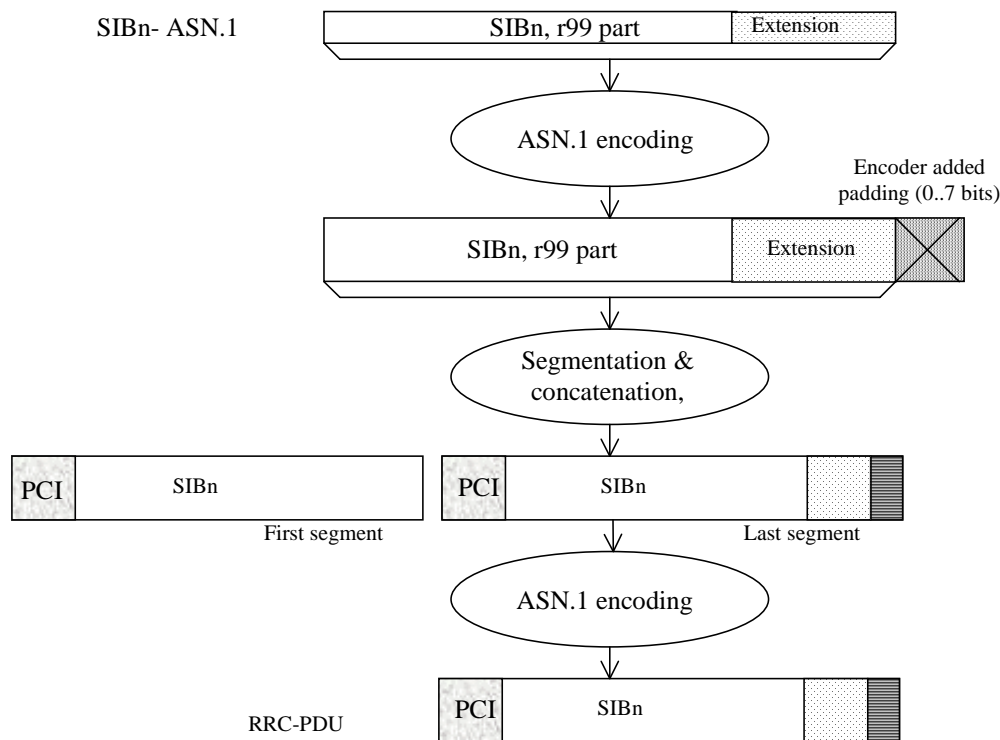 SIBn- ASN.1
SIBn, r99 part
Extension
ASN.1 encoding
Encoder added
padding (0..7 bits)
SIBn, r99 part
Extension
Segmentation &
concatenation,
PCI
SIBn
PCI
SIBn
First segment
Last segment
ASN.1 encoding
PCI
SIBn
RRC-PDU